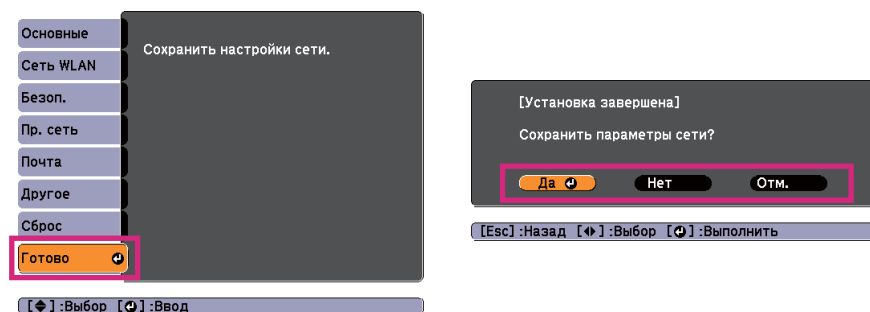 Основные
Сеть WLAN
Безоп.
Пр. сеть
Почта
Другое
Сброс
Готово
Сохранить настройки сети.
[ ]:Выбор [ ]:Ввод
[Установка завершена]
Сохранить параметры сети?
Да Нет Отм.
[Esc]:Назад [ ]:Выбор [ ]:Выполнить